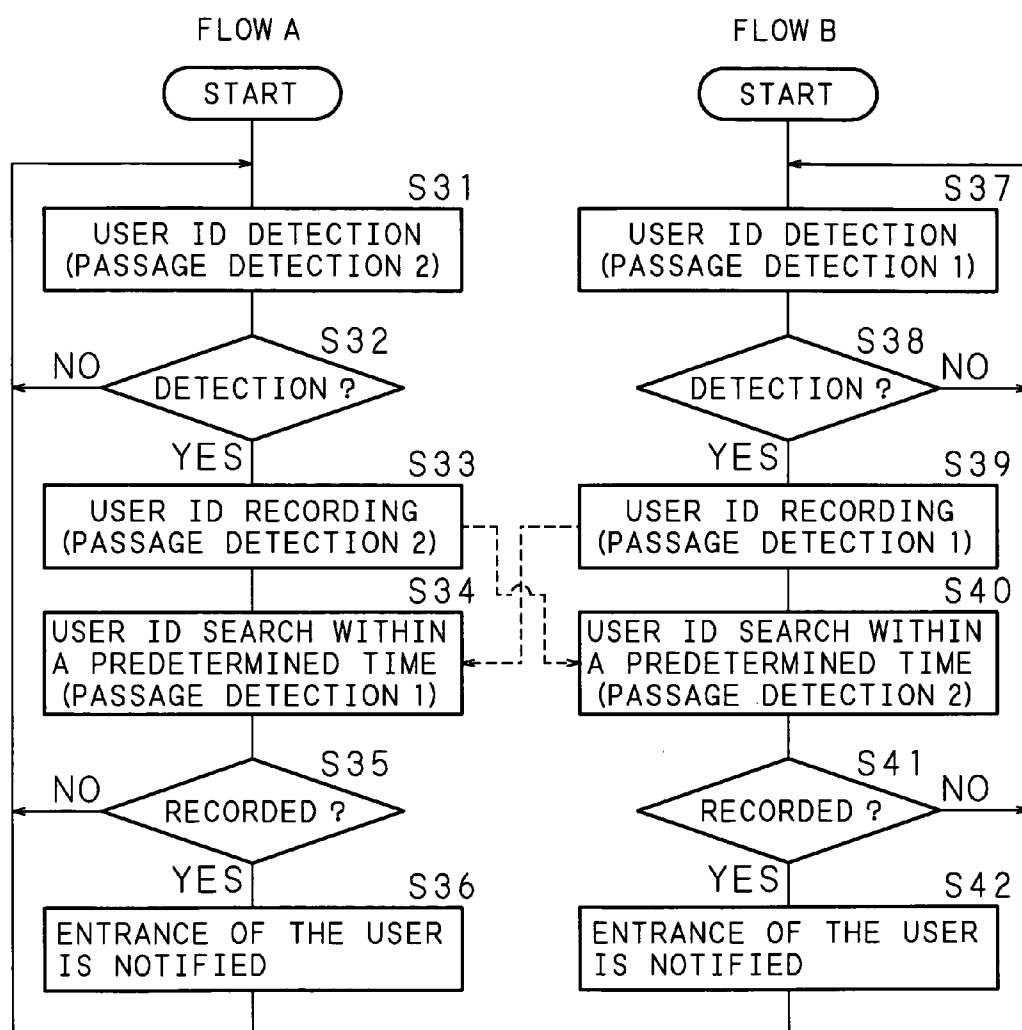 FLOW A
START
S31
USER ID DETECTION
(PASSAGE DETECTION 2)
S32
NO
DETECTION ?
YES
S33
USER ID RECORDING
(PASSAGE DETECTION 2)
S34
USER ID SEARCH WITHIN
A PREDETERMINED TIME
(PASSAGE DETECTION 1)
S35
NO
RECORDED ?
YES
S36
ENTRANCE OF THE USER
IS NOTIFIED
FLOW B
START
S37
USER ID DETECTION
(PASSAGE DETECTION 1)
S38
DETECTION ?
NO
YES
S39
USER ID RECORDING
(PASSAGE DETECTION 1)
S40
USER ID SEARCH WITHIN
A PREDETERMINED TIME
(PASSAGE DETECTION 2)
S41
RECORDED ?
NO
YES
S42
ENTRANCE OF THE USER
IS NOTIFIED